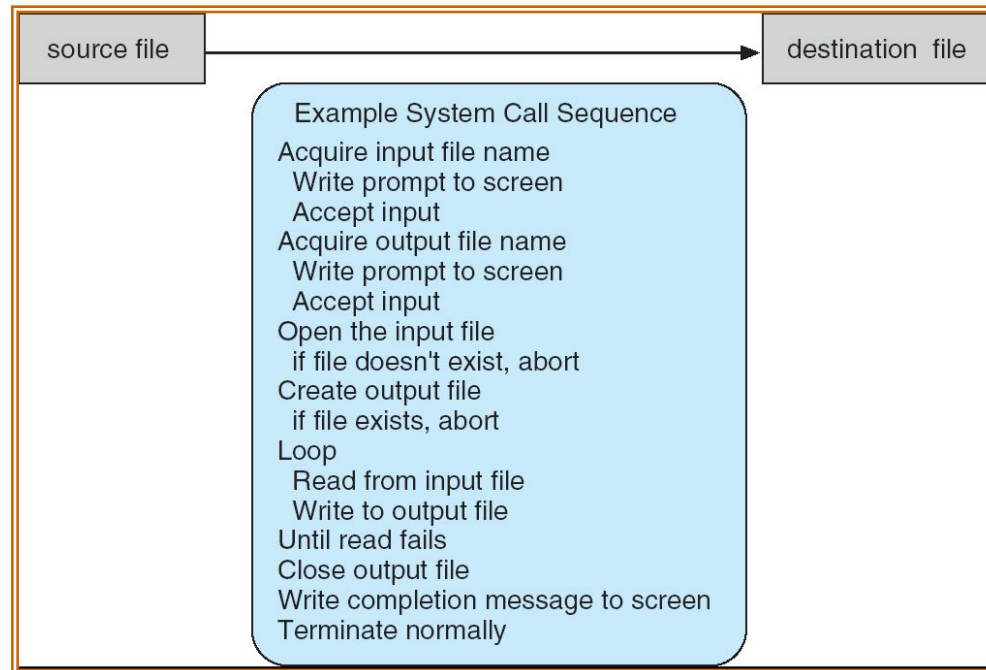 source file
destination file
Example System Call Sequence
Acquire input file name
Write prompt to screen
Accept input
Acquire output file name
Write prompt to screen
Accept input
Open the input file
if file doesn't exist, abort
Create output file
if file exists, abort
Loop
Read from input file
Write to output file
Until read fails
Close output file
Write completion message to screen
Terminate normally